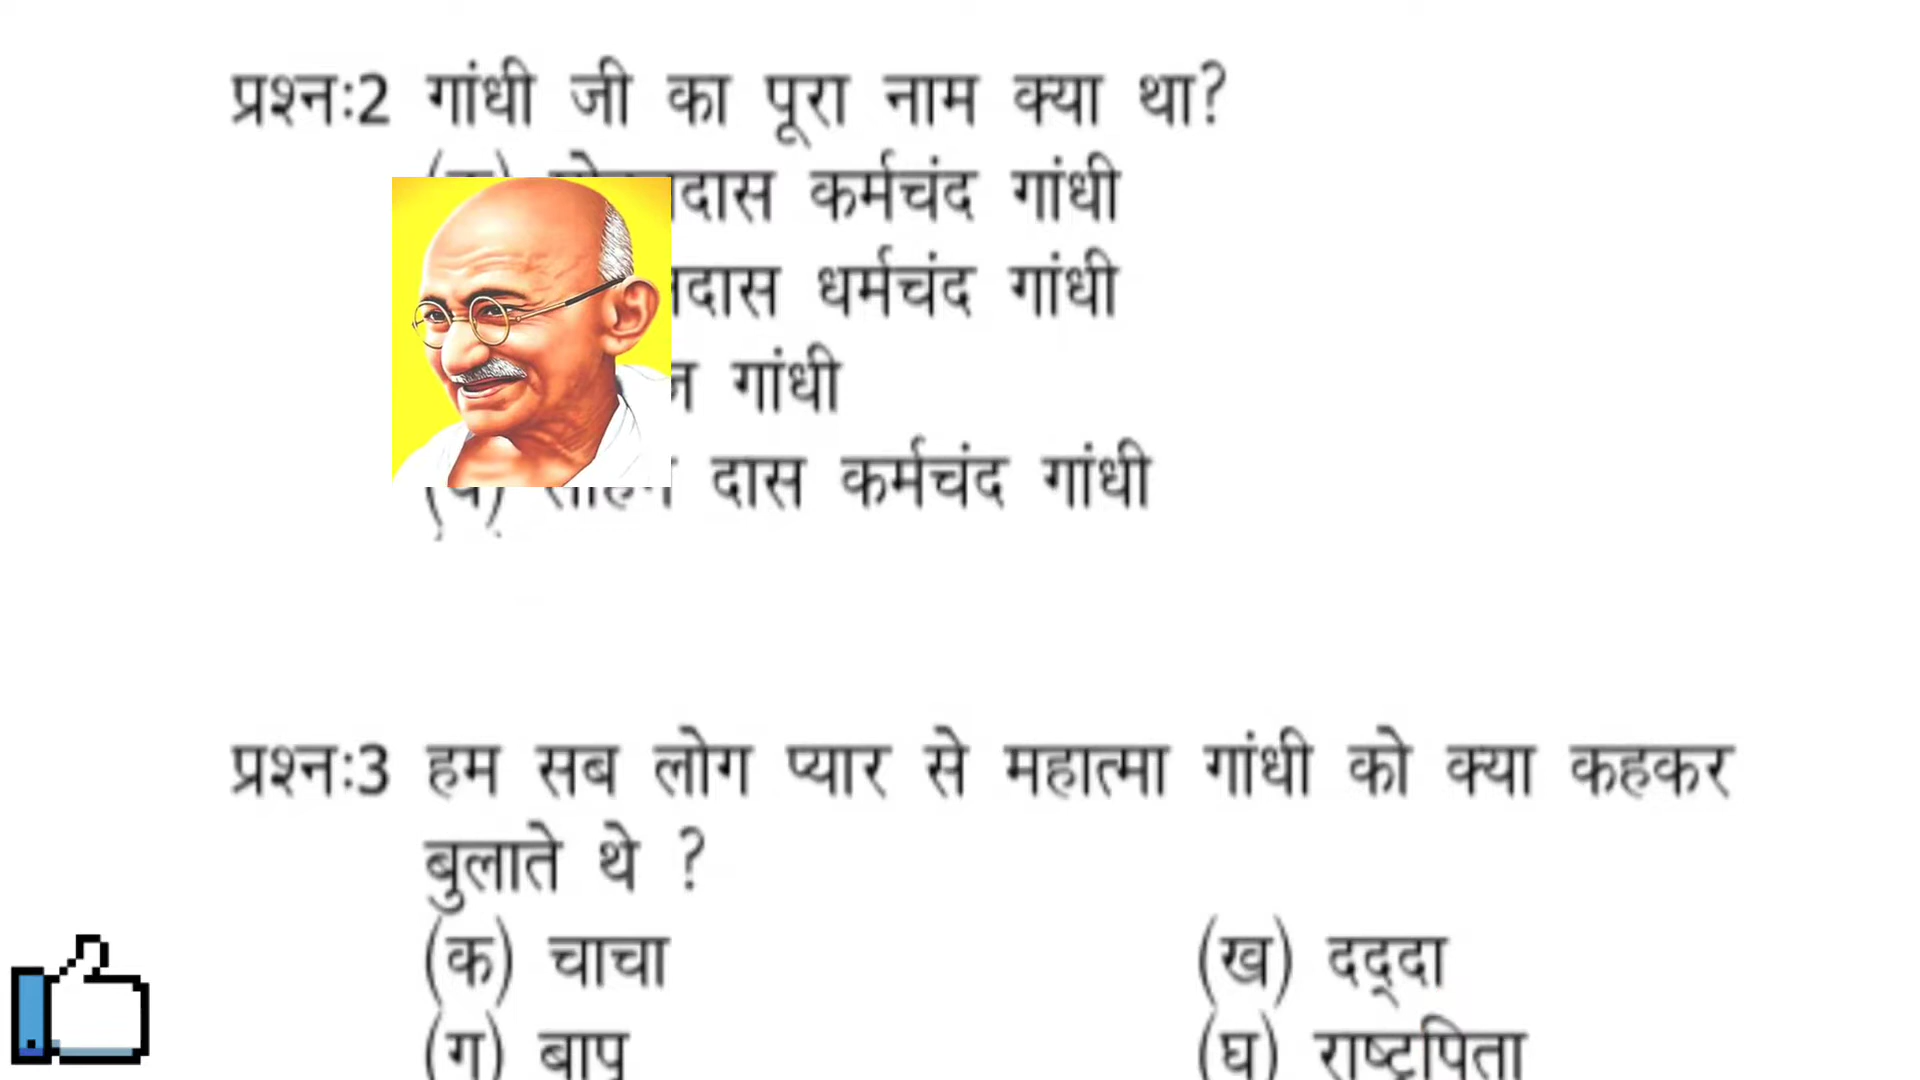 प्रश्न:2 गांधी जी का पूरा नाम क्या था?
कर्मचंद गांधी
धर्मचंद गांधी
गांधी
दास कर्मचंद गांधी
प्रश्न:3 हम सब लोग प्यार से महात्मा गांधी को क्या कहकर
बुलाते थे ?
(क) चाचा (ख) दद्‌दा
(ग) बापू (घ) राष्ट्रपिता